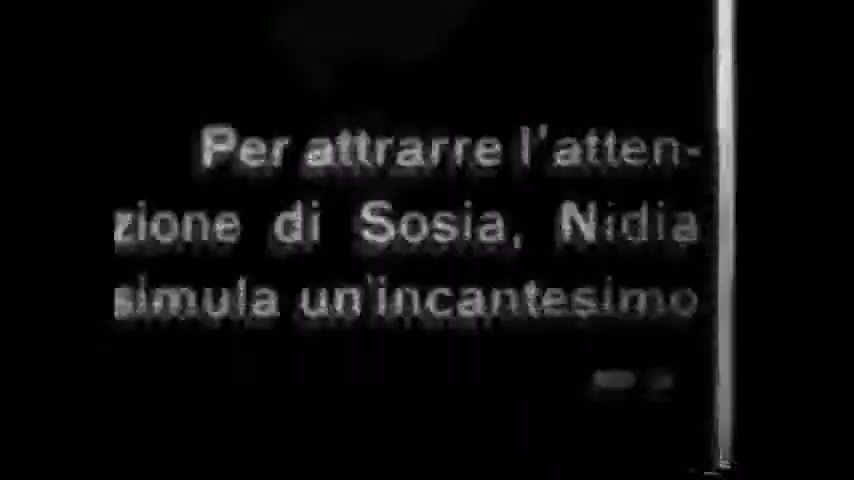 Per attrarre l'atten-
zione di Sosia, Nidia
simula un'incantesimo